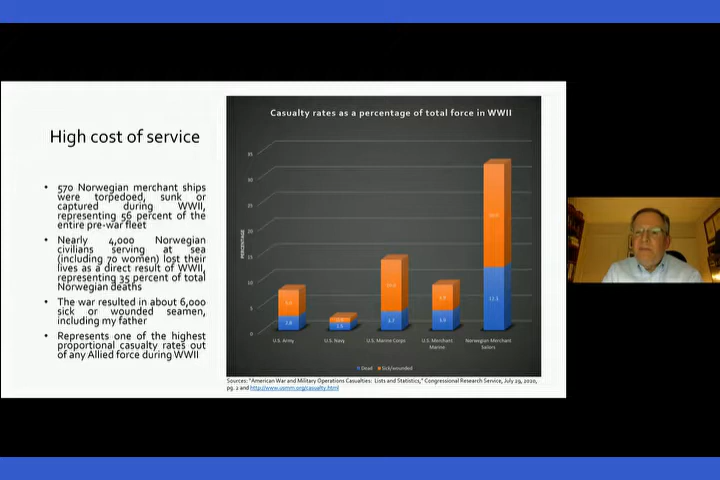 High cost of service
• 570 Norwegian merchant ships
were torpedoed, sunk or
captured during WWII,
representing 56 percent of the
entire pre-war fleet
• Nearly 4,000 Norwegian
civilians serving at sea
(including 70 women) lost their
lives as a direct result of WWII,
representing 35 percent of total
Norwegian deaths
• The war resulted in about 6,000
sick or wounded seamen,
including my father
• Represents one of the highest
proportional casualty rates out
of any Allied force during WWII
Casualty rates as a percentage of total force in WWII
PERCENTAGE
35
30
25
20
15
10
5
0
U.S. Army
U.S. Navy
U.S. Marine Corps
U.S. Merchant
Marine
Norwegian Merchant
Sailors
Dead
Sick/wounded
Sources: "American War and Military Operations Casualties: Lists and Statistics," Congressional Research Service, July 29, 2020,
pg. 2 and http://www.usmm.org/casualty.html